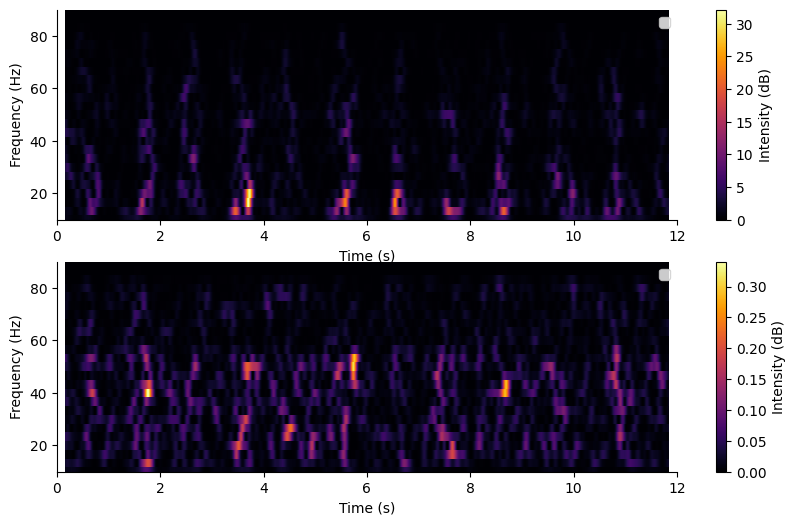 80
60
40
20
Frequency (Hz)
0 2 4 6 8 10 12
Time (s)
30
25
20
15
10
5
0
Intensity (dB)
80
60
40
20
Frequency (Hz)
0 2 4 6 8 10 12
Time (s)
0.30
0.25
0.20
0.15
0.10
0.05
0.00
Intensity (dB)